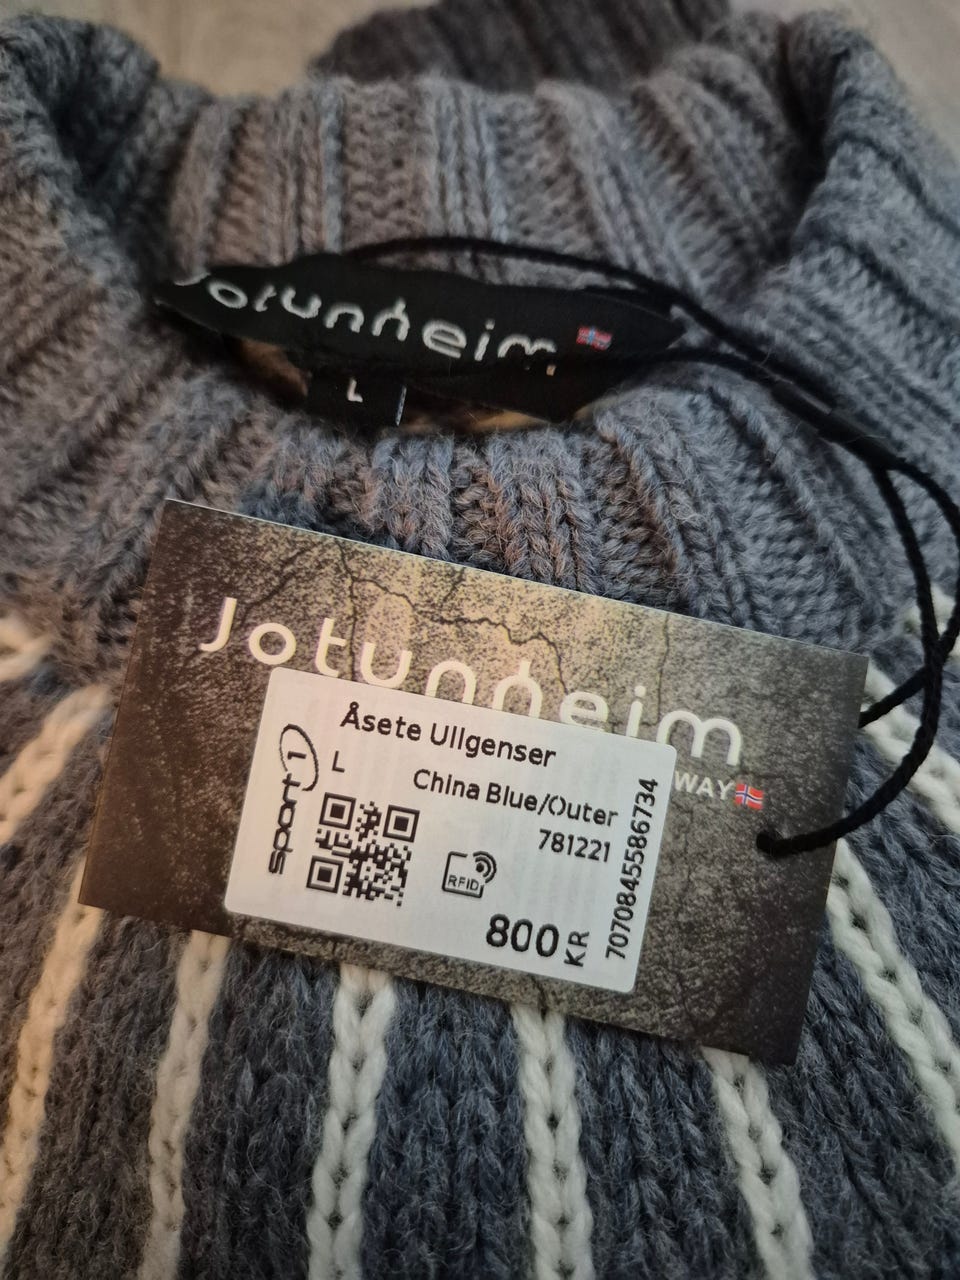 Jotunheim
L
Jotunheim
WAY
Åsete Ullgenser
sport 1
L
China Blue/Outer
781221
RFID
800 KR
7070845586734